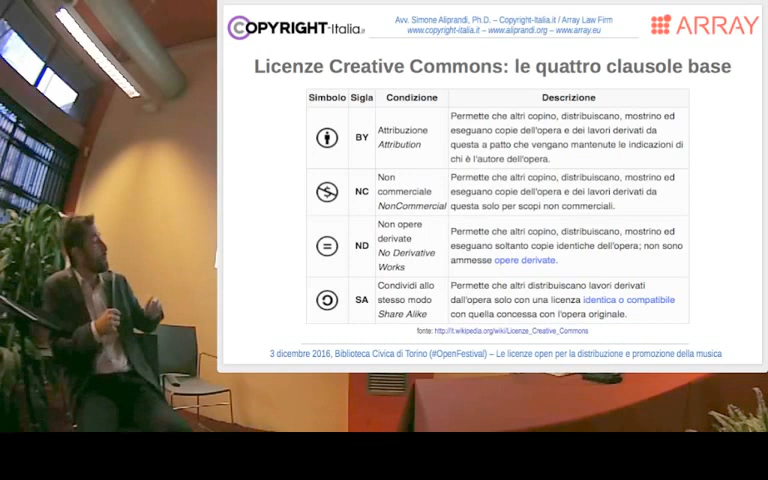 COPYRIGHT-Italia.it
Avv. Simone Aliprandi, Ph.D. – Copyright-Italia.it / Array Law Firm
www.copyright-italia.it – www.aliprandi.org – www.array.eu
ARRAY
Licenze Creative Commons: le quattro clausole base
Simbolo Sigla Condizione Descrizione
BY
Attribuzione
Attribution
Permette che altri copino, distribuiscano, mostrino ed
eseguano copie dell'opera e dei lavori derivati da
questa a patto che vengano mantenute le indicazioni di
chi è l'autore dell'opera.
NC
Non
commerciale
NonCommercial
Permette che altri copino, distribuiscano, mostrino ed
eseguano copie dell'opera e dei lavori derivati da
questa solo per scopi non commerciali.
ND
Non opere
derivate
No Derivative
Works
Permette che altri copino, distribuiscano, mostrino ed
eseguano soltanto copie identiche dell'opera; non sono
ammesse opere derivate.
SA
Condividi allo
stesso modo
Share Alike
Permette che altri distribuiscano lavori derivati
dall'opera solo con una licenza identica o compatibile
con quella concessa con l'opera originale.
fonte: http://it.wikipedia.org/wiki/Licenze_Creative_Commons
3 dicembre 2016, Biblioteca Civica di Torino (#OpenFestival) – Le licenze open per la distribuzione e promozione della musica